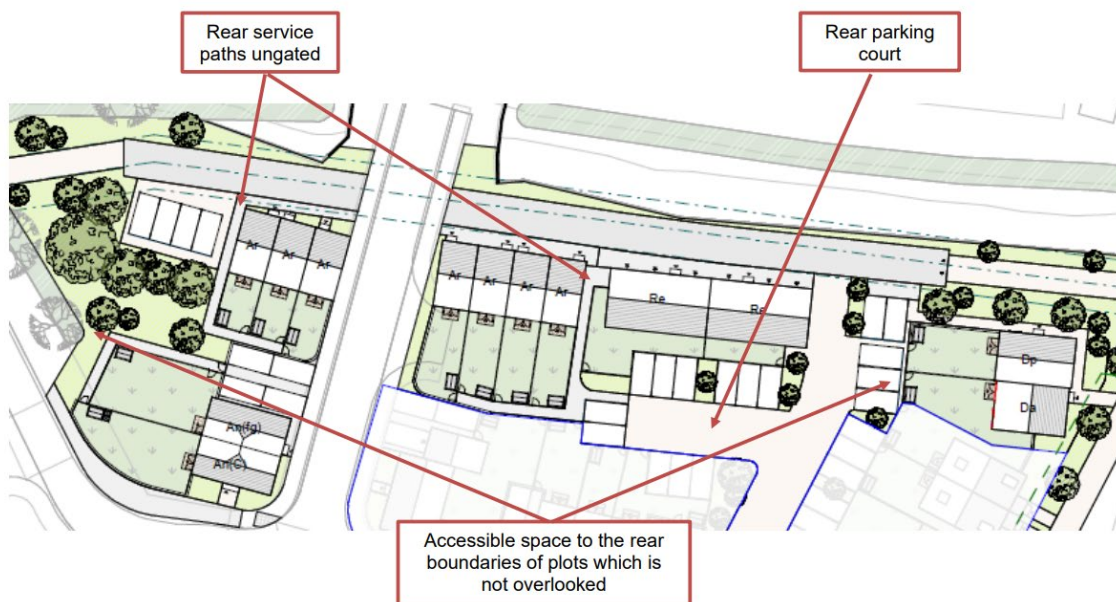 Rear service
paths ungated
Rear parking
court
Ar
Ar
Ar
Ar
Ar
Ar
Ar
Re
Re
Dp
Da
An(fg)
An(C)
Accessible space to the rear
boundaries of plots which is
not overlooked